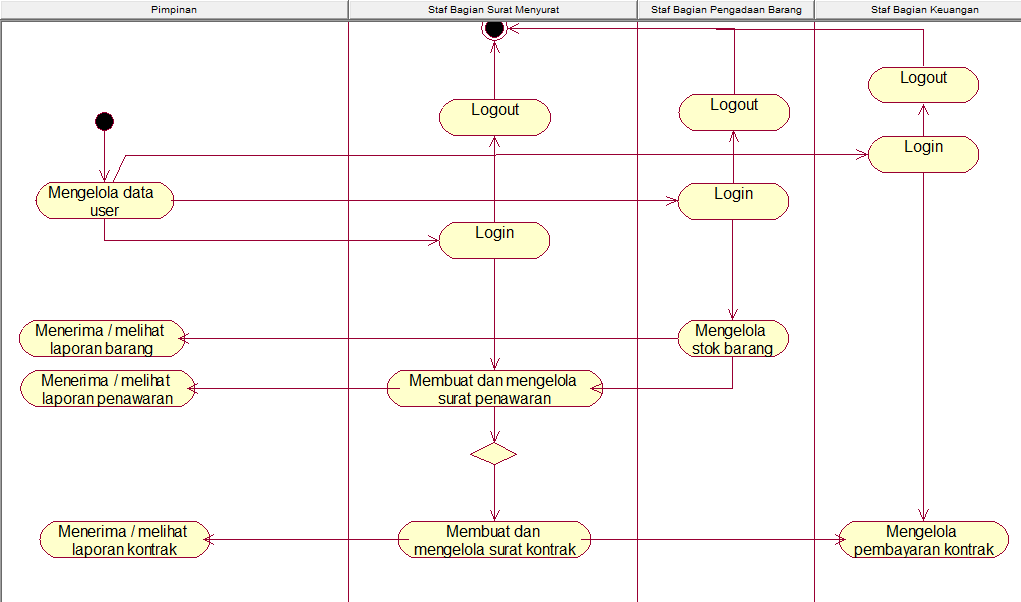 Pimpinan
Staf Bagian Surat Menyurat
Staf Bagian Pengadaan Barang
Staf Bagian Keuangan
Logout
Logout
Logout
Login
Mengelola data
user
Login
Login
Menerima / melihat
laporan barang
Mengelola
stok barang
Menerima / melihat
laporan penawaran
Membuat dan mengelola
surat penawaran
Menerima / melihat
laporan kontrak
Membuat dan
mengelola surat kontrak
Mengelola
pembayaran kontrak